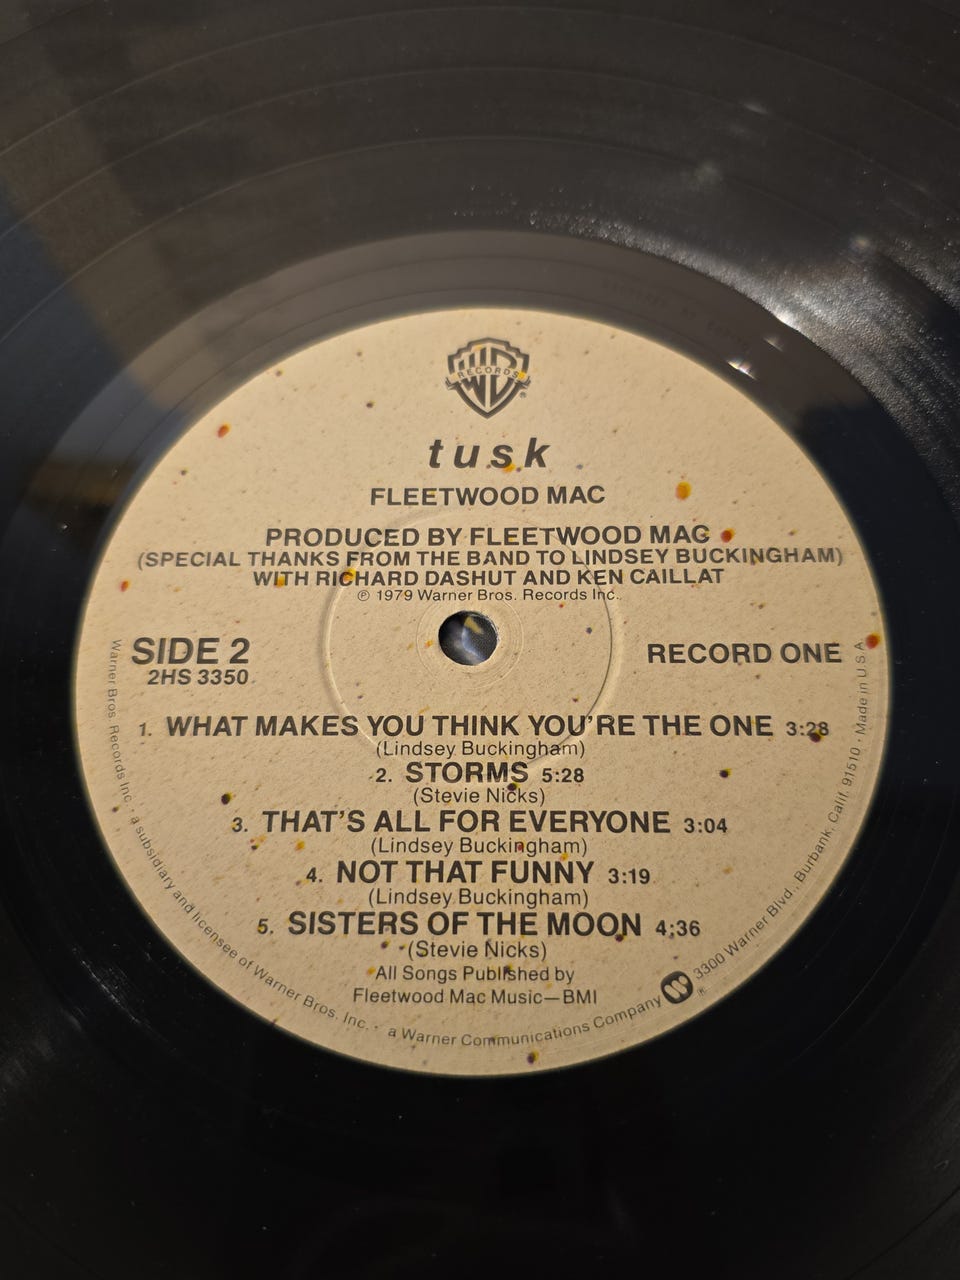 WB
RECORDS
®
tusk
FLEETWOOD MAC
PRODUCED BY FLEETWOOD MAC
(SPECIAL THANKS FROM THE BAND TO LINDSEY BUCKINGHAM)
WITH RICHARD DASHUT AND KEN CAILLAT
℗ 1979 Warner Bros. Records Inc.
SIDE 2
2HS 3350
RECORD ONE
1. WHAT MAKES YOU THINK YOU'RE THE ONE 3:28
(Lindsey Buckingham)
2. STORMS 5:28
(Stevie Nicks)
3. THAT'S ALL FOR EVERYONE 3:04
(Lindsey Buckingham)
4. NOT THAT FUNNY 3:19
(Lindsey Buckingham)
5. SISTERS OF THE MOON 4:36
(Stevie Nicks)
All Songs Published by
Fleetwood Mac Music—BMI
Warner Bros. Records Inc. · a subsidiary and licensee of Warner Bros. Inc. · a Warner Communications Company ® 3300 Warner Blvd., Burbank, Calif. 91510 · Made in U.S.A.